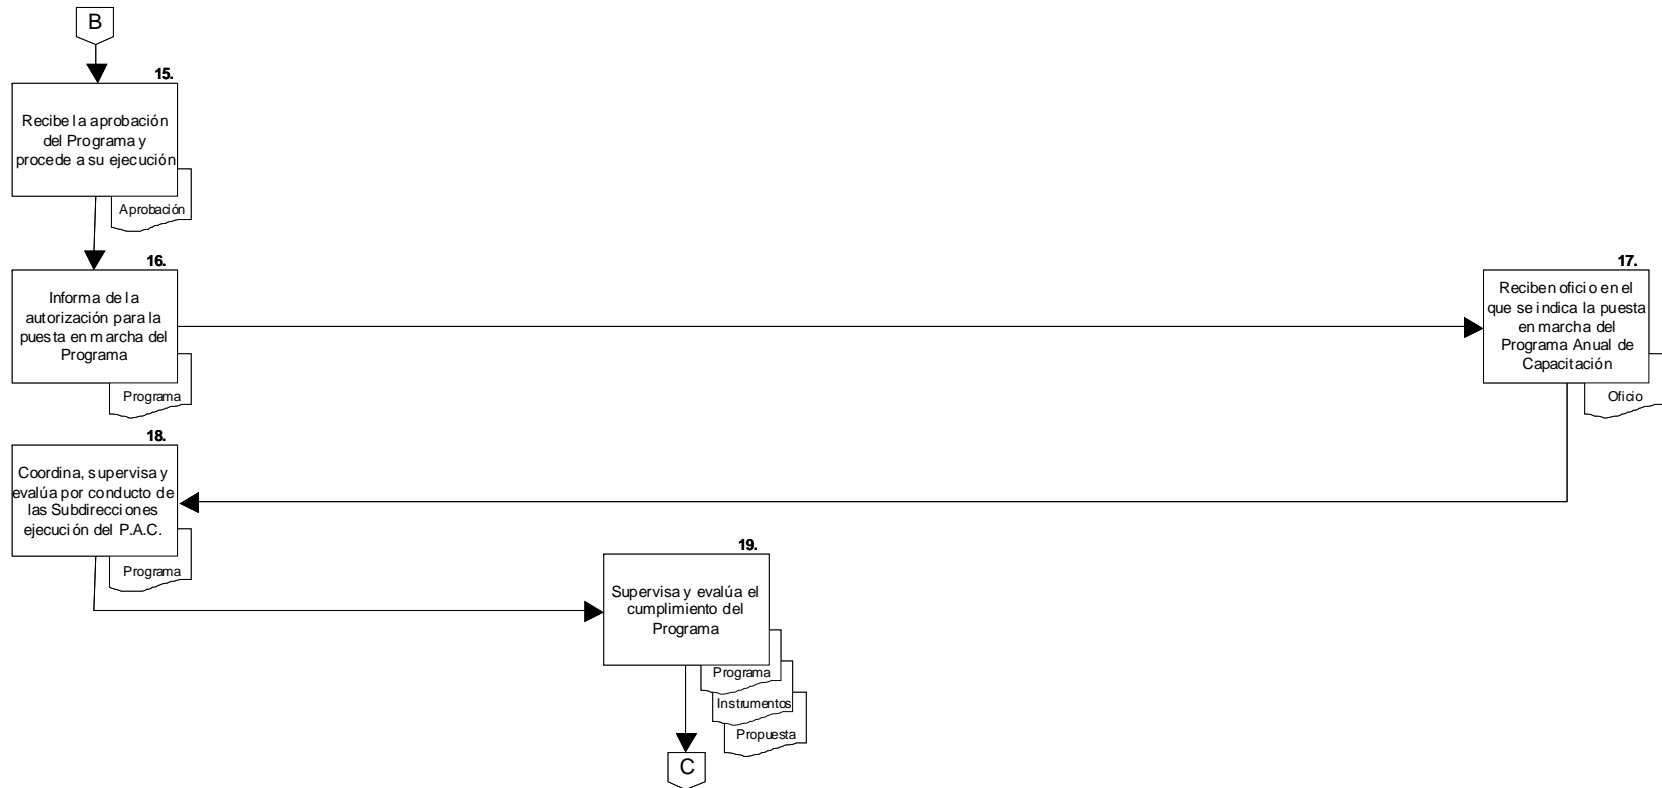 B
15.
Recibe la aprobación
del Programa y
procede a su ejecución
Aprobación
16.
Informa de la
autorización para la
puesta en marcha del
Programa
Programa
17.
Reciben oficio en el
que se indica la puesta
en marcha del
Programa Anual de
Capacitación
Oficio
18.
Coordina, supervisa y
evalúa por conducto de
las Subdirecciones
ejecución del P.A.C.
Programa
19.
Supervisa y evalúa el
cumplimiento del
Programa
Programa
Instrumentos
Propuesta
C